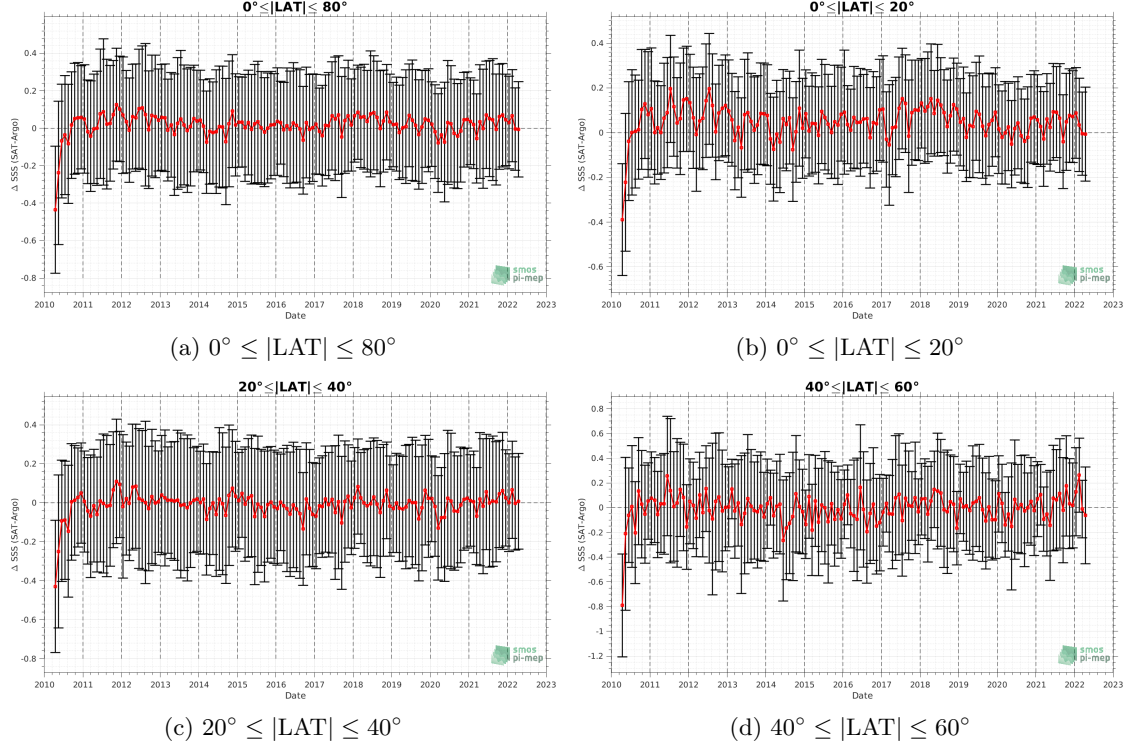 0°≤|LAT|≤ 80°
Δ SSS (SAT-Argo)
0.4
0.2
0
-0.2
-0.4
-0.6
-0.8
2010 2011 2012 2013 2014 2015 2016 2017 2018 2019 2020 2021 2022 2023
Date
smos
pi-mep
(a) 0° ≤ |LAT| ≤ 80°
0°≤|LAT|≤ 20°
Δ SSS (SAT-Argo)
0.4
0.2
0
-0.2
-0.4
-0.6
2010 2011 2012 2013 2014 2015 2016 2017 2018 2019 2020 2021 2022 2023
Date
smos
pi-mep
(b) 0° ≤ |LAT| ≤ 20°
20°≤|LAT|≤ 40°
Δ SSS (SAT-Argo)
0.4
0.2
0
-0.2
-0.4
-0.6
-0.8
2010 2011 2012 2013 2014 2015 2016 2017 2018 2019 2020 2021 2022 2023
Date
smos
pi-mep
(c) 20° ≤ |LAT| ≤ 40°
40°≤|LAT|≤ 60°
Δ SSS (SAT-Argo)
0.8
0.6
0.4
0.2
0
-0.2
-0.4
-0.6
-0.8
-1
-1.2
2010 2011 2012 2013 2014 2015 2016 2017 2018 2019 2020 2021 2022 2023
Date
smos
pi-mep
(d) 40° ≤ |LAT| ≤ 60°